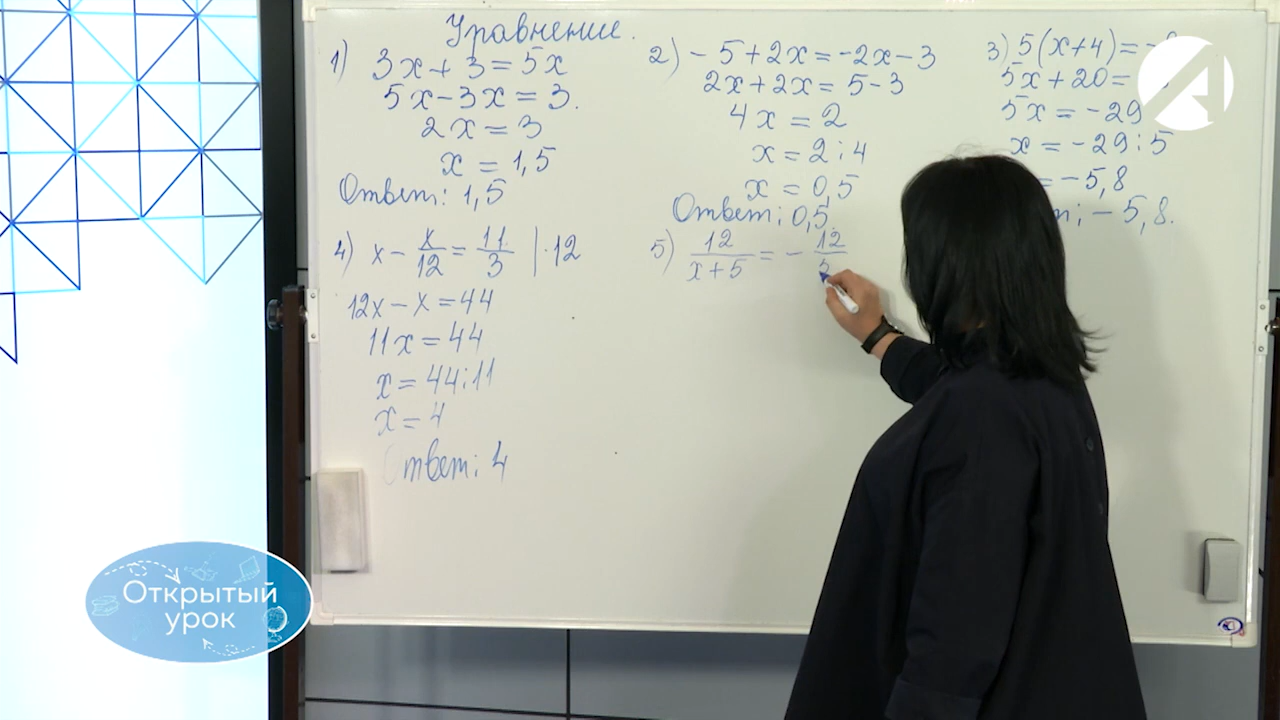 Уравнение.
1) 3x + 3 = 5x
5x - 3x = 3.
2x = 3
x = 1,5
Ответ: 1,5
2) - 5 + 2x = -2x - 3
2x + 2x = 5 - 3
4x = 2
x = 2 : 4
x = 0,5
Ответ: 0,5.
3) 5(x+4) = -
5x + 20 =
5x = -29
x = -29 : 5
= -5,8
: -5,8.
4) x - x/12 = 11/3 | · 12
12x - x = 44
11x = 44
x = 44 : 11
x = 4
Ответ: 4
5) 12/(x+5) = - 12/
Открытый
урок